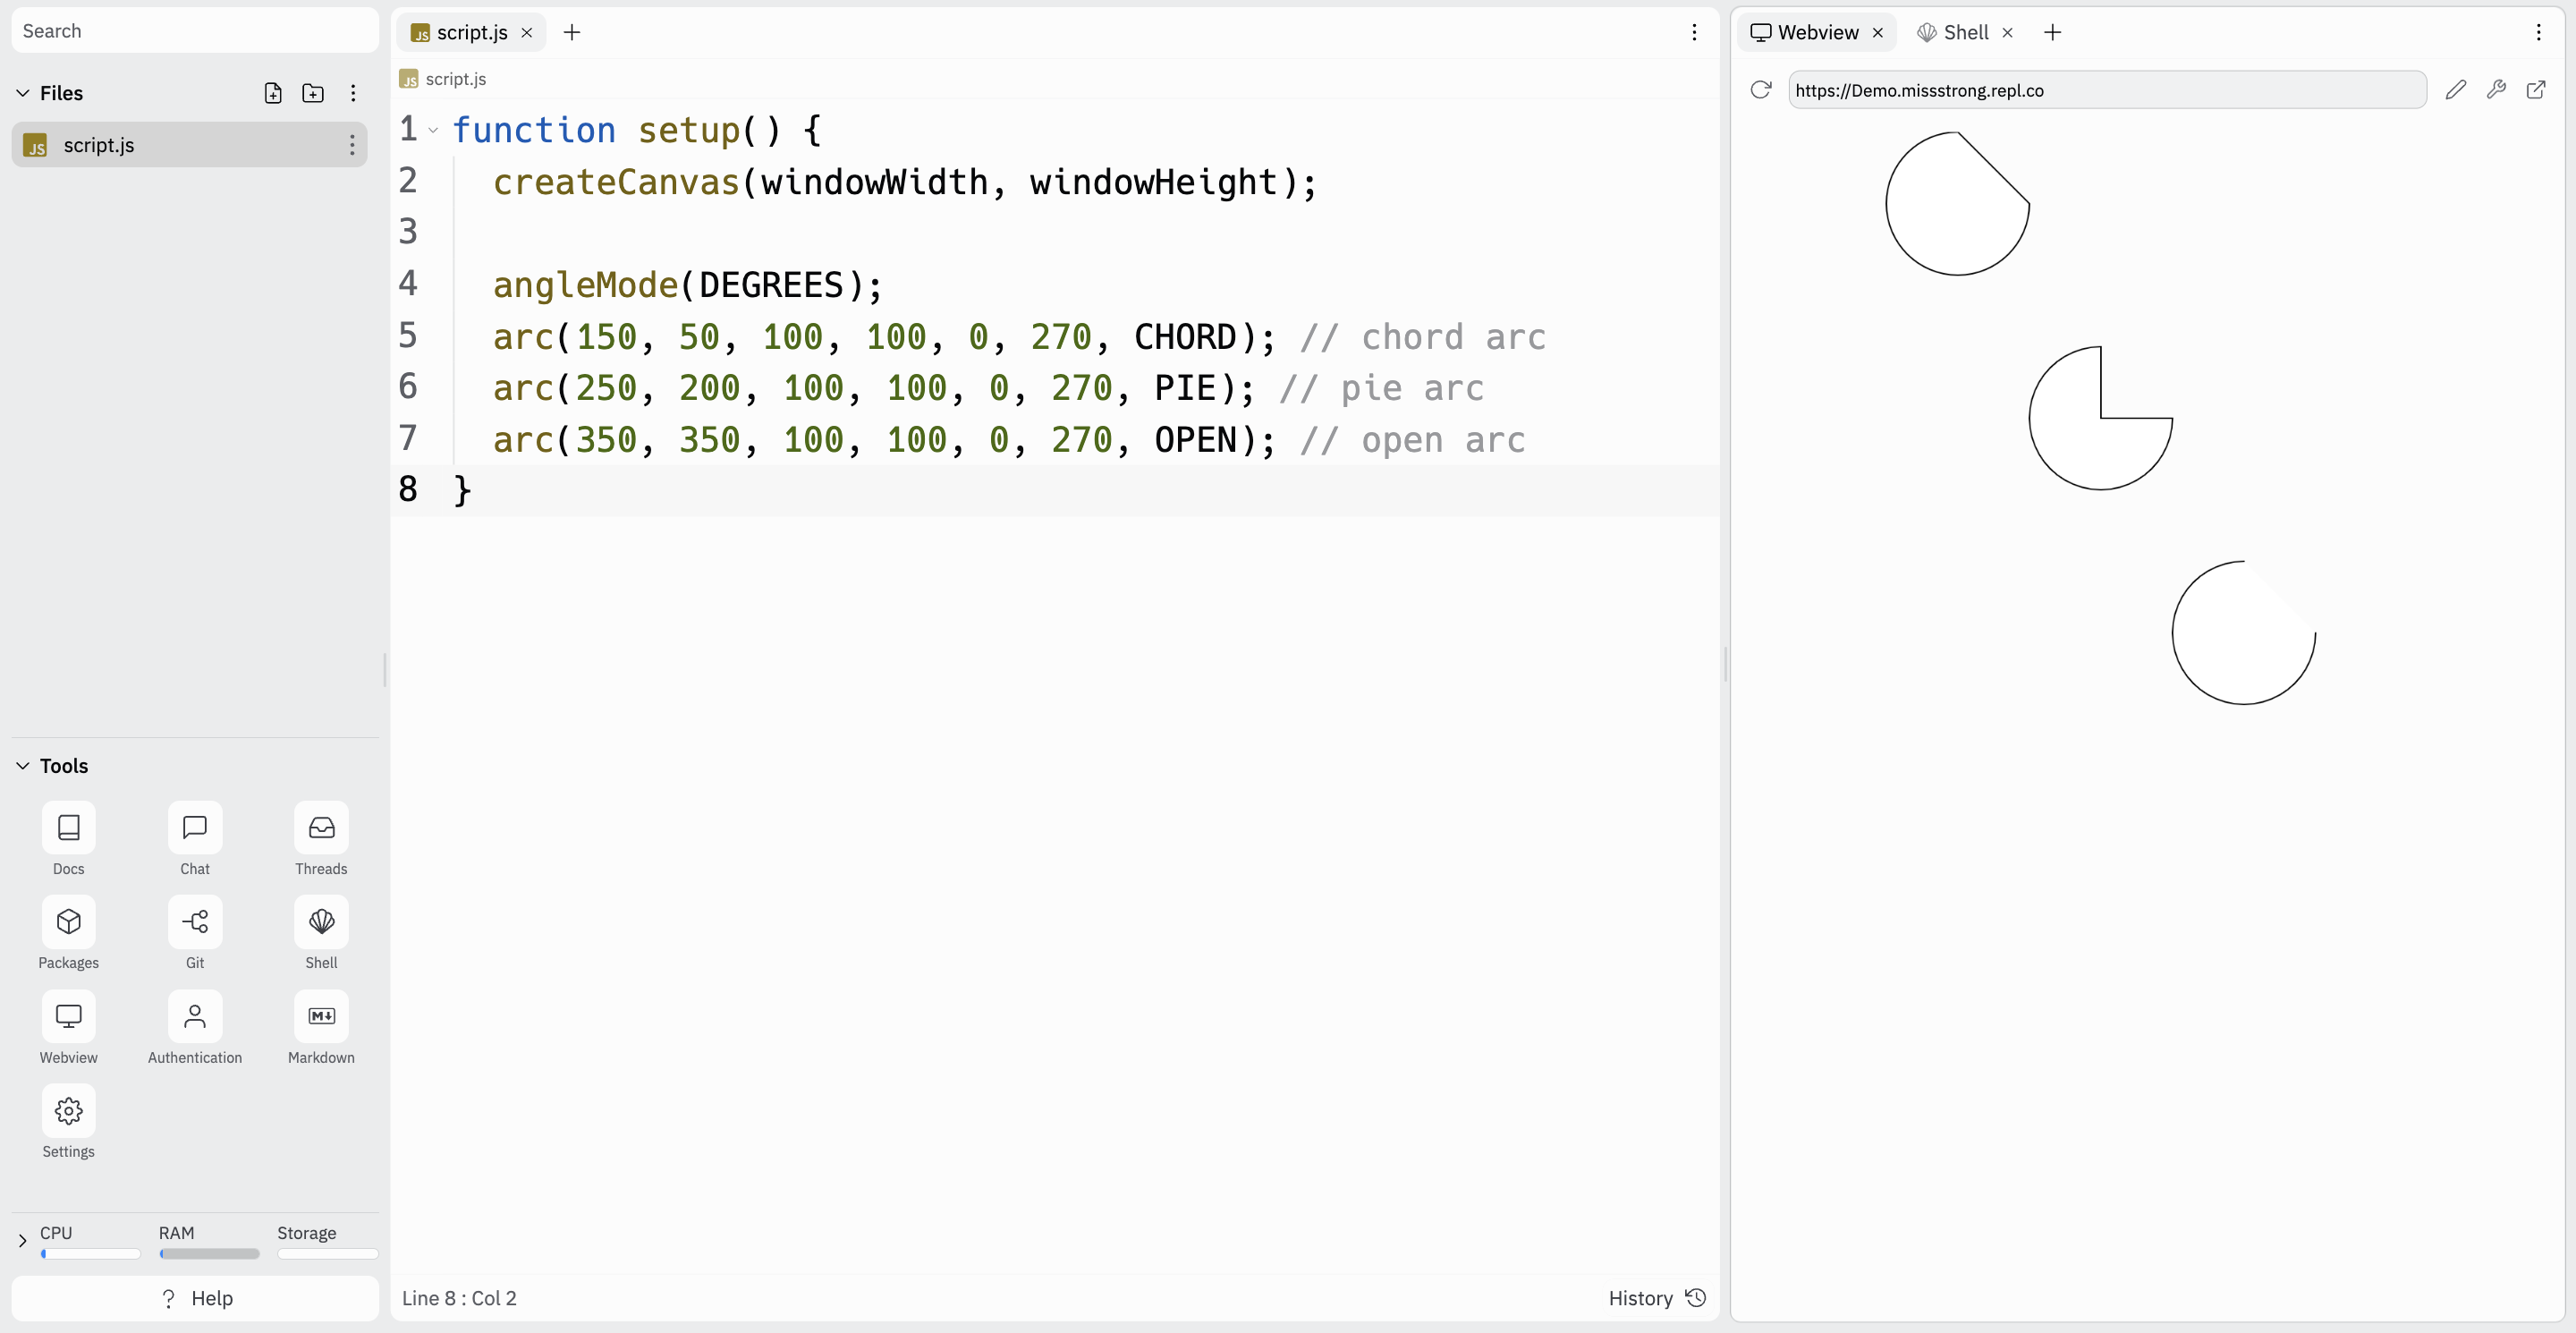 Search
Files
script.js
Tools
Docs Chat Threads
Packages Git Shell
Webview Authentication Markdown
Settings
CPU RAM Storage
? Help
JS script.js
JS script.js
1 function setup() {
2 createCanvas(windowWidth, windowHeight);
3
4 angleMode(DEGREES);
5 arc(150, 50, 100, 100, 0, 270, CHORD); // chord arc
6 arc(250, 200, 100, 100, 0, 270, PIE); // pie arc
7 arc(350, 350, 100, 100, 0, 270, OPEN); // open arc
8 }
Line 8 : Col 2 History
Webview Shell
https://Demo.missstrong.repl.co